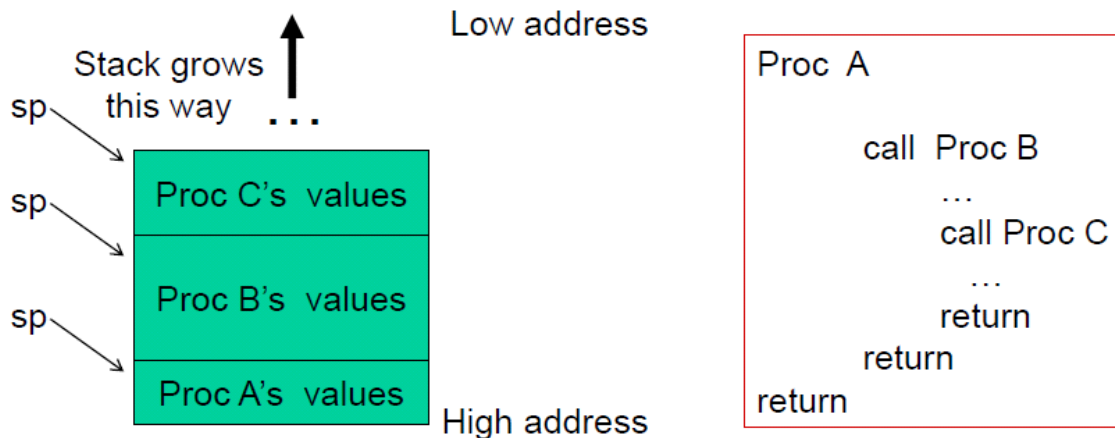 Low address
Stack grows
this way
...
sp
Proc C's values
sp
Proc B's values
sp
Proc A's values
High address
Proc A
call Proc B
...
call Proc C
...
return
return
return